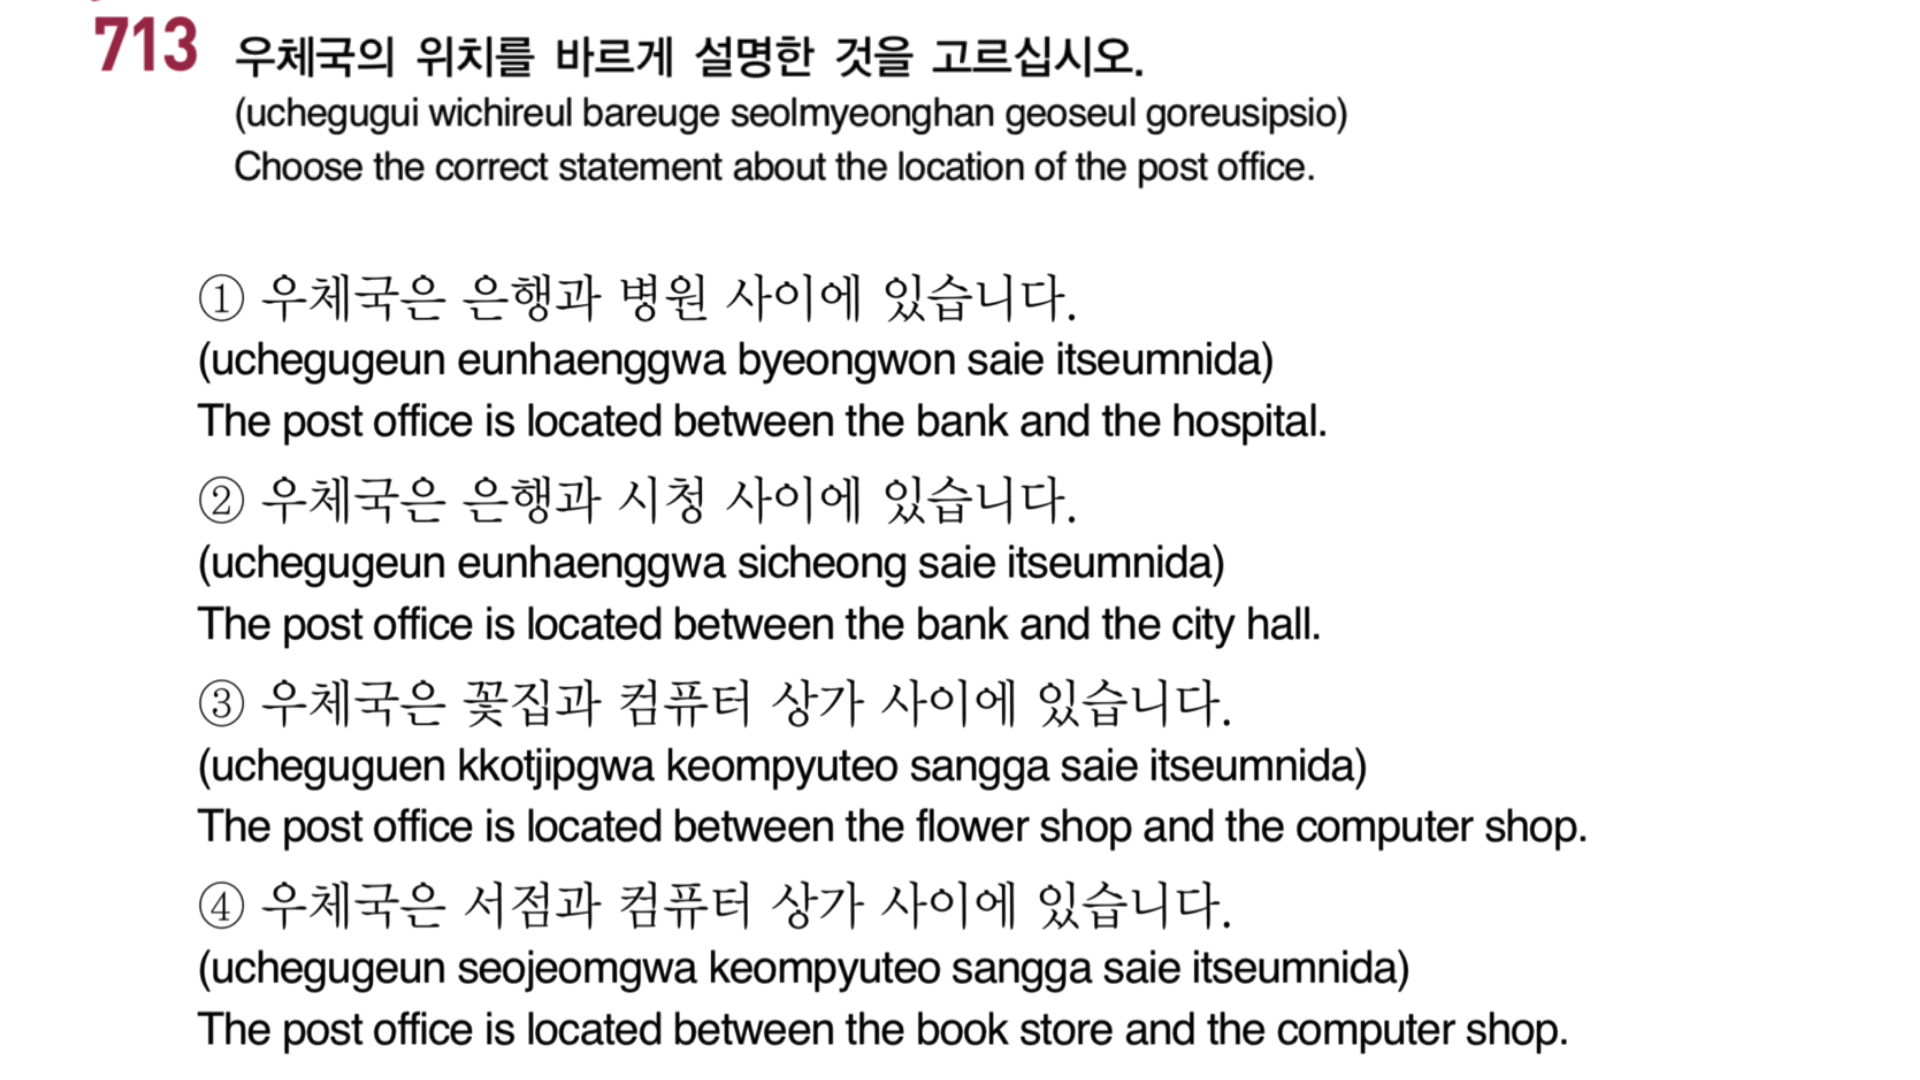 713 우체국의 위치를 바르게 설명한 것을 고르십시오.
(uchegugui wichireul bareuge seolmyeonghan geoseul goreusipsio)
Choose the correct statement about the location of the post office.
① 우체국은 은행과 병원 사이에 있습니다.
(uchegugeun eunhaenggwa byeongwon saie itseumnida)
The post office is located between the bank and the hospital.
② 우체국은 은행과 시청 사이에 있습니다.
(uchegugeun eunhaenggwa sicheong saie itseumnida)
The post office is located between the bank and the city hall.
③ 우체국은 꽃집과 컴퓨터 상가 사이에 있습니다.
(ucheguguen kkotjipgwa keompyuteo sangga saie itseumnida)
The post office is located between the flower shop and the computer shop.
④ 우체국은 서점과 컴퓨터 상가 사이에 있습니다.
(uchegugeun seojeomgwa keompyuteo sangga saie itseumnida)
The post office is located between the book store and the computer shop.